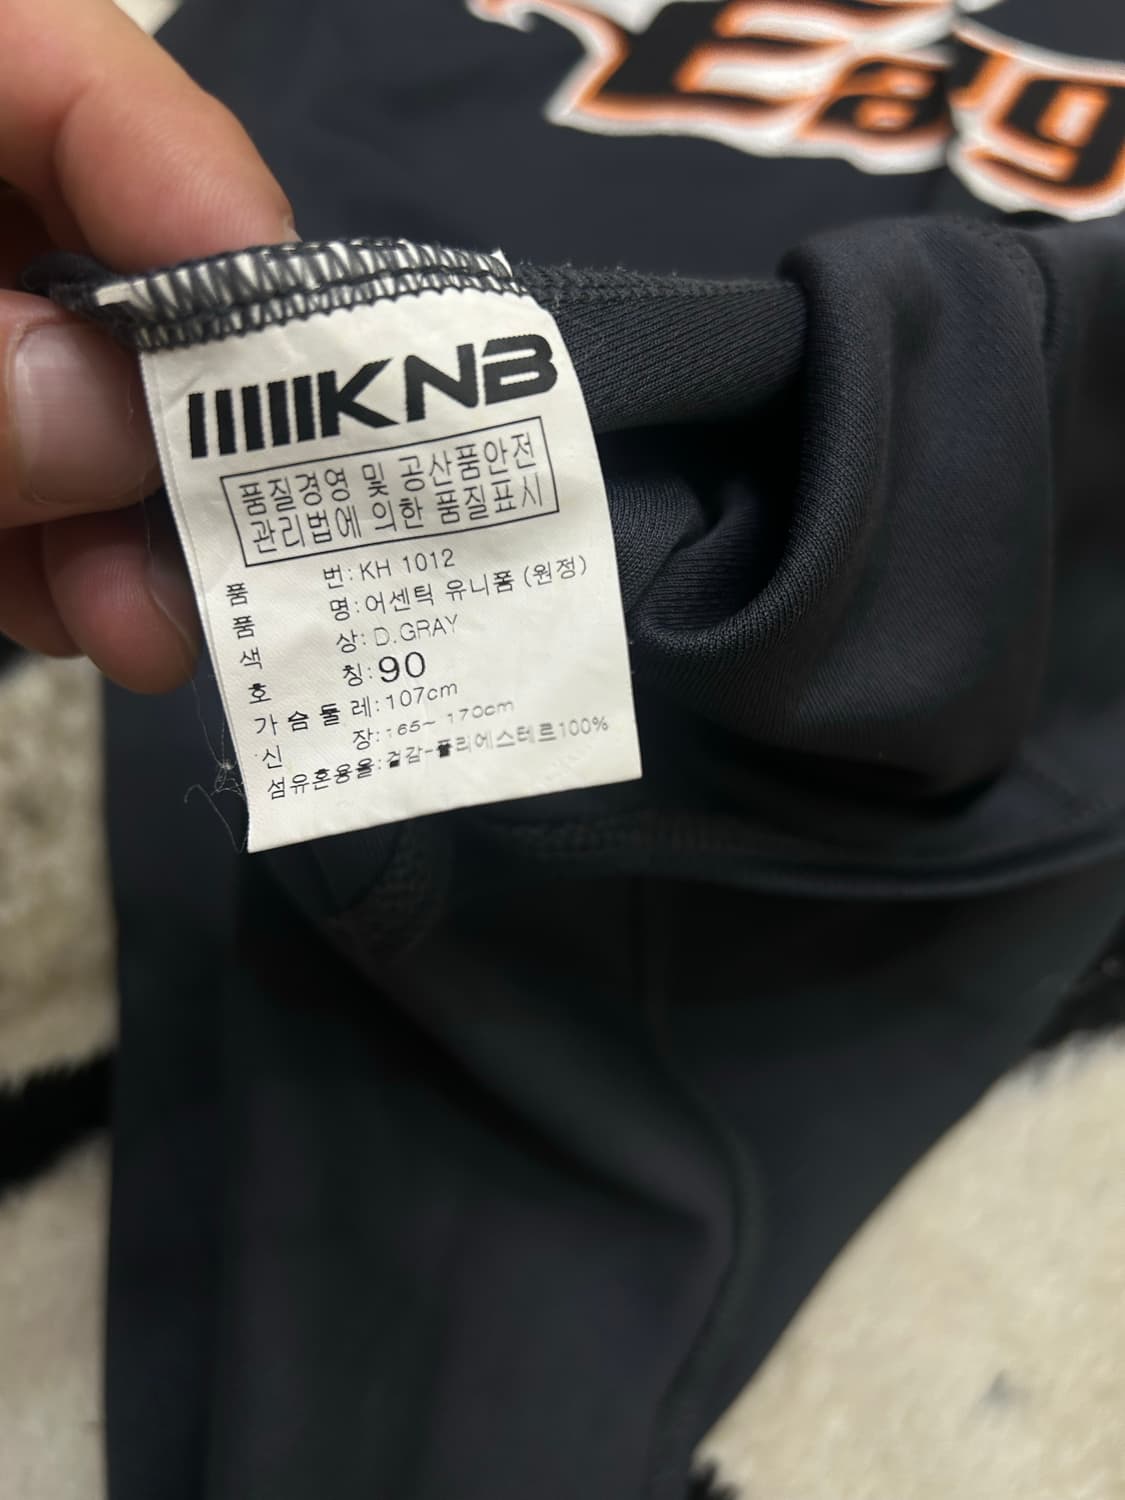 Eag
KNB
품질경영 및 공산품안전
관리법에 의한 품질표시
품 번: KH 1012
품 명: 어센틱 유니폼 (원정)
색 상: D.GRAY
호 칭: 90
가슴둘레: 107cm
신 장: 165~ 170cm
섬유혼용율: 겉감-폴리에스테르100%